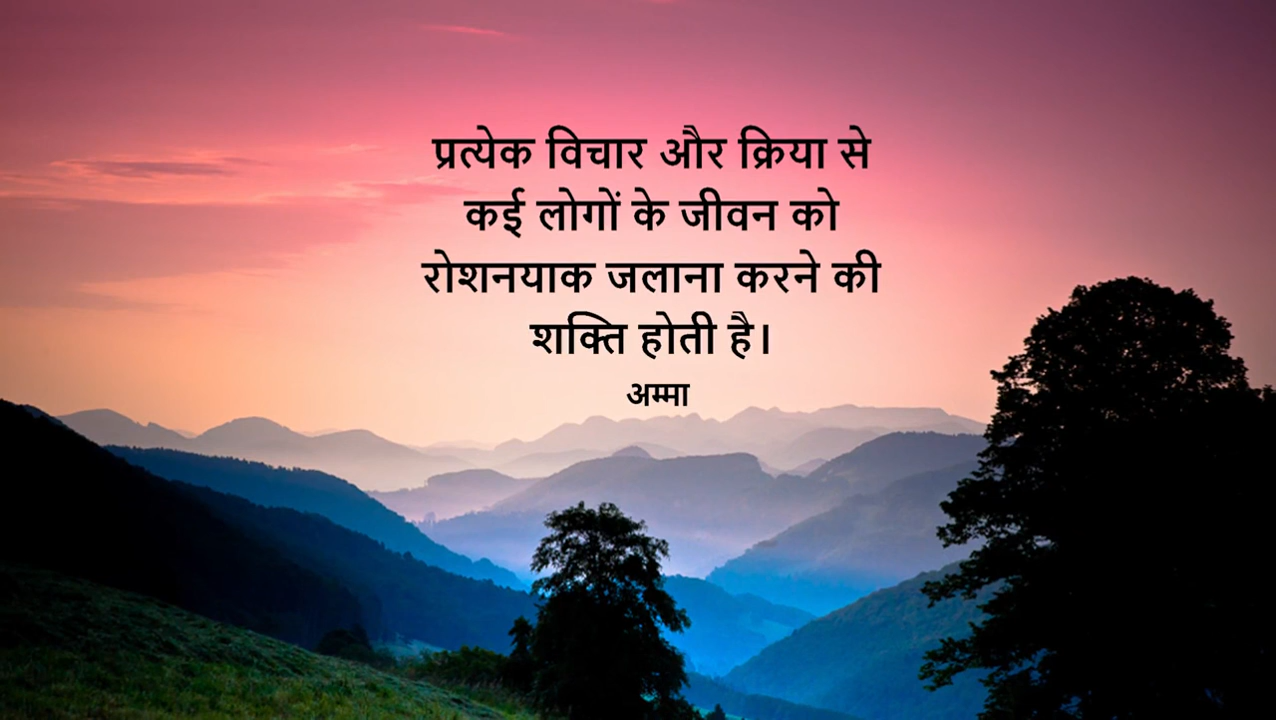 प्रत्येक विचार और क्रिया से
कई लोगों के जीवन को
रोशनयाक जलाना करने की
शक्ति होती है।
अम्मा